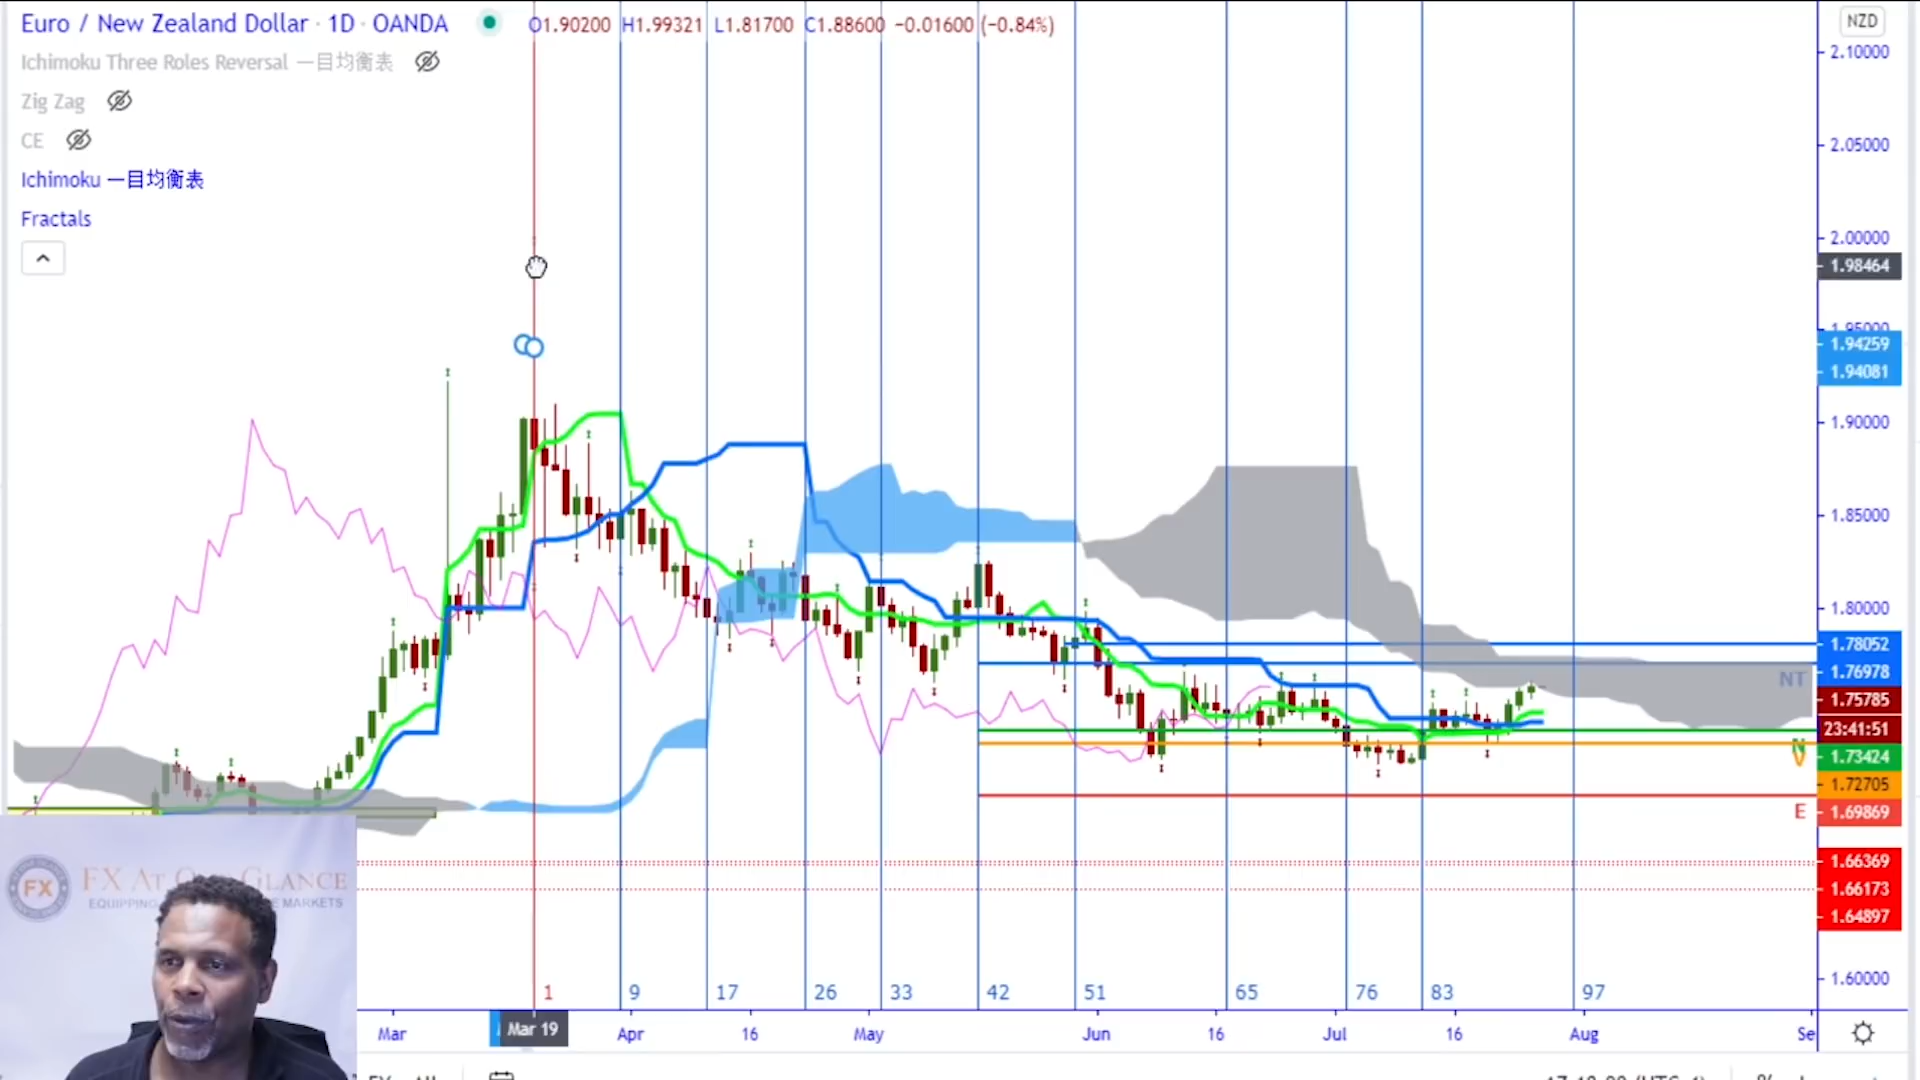 Euro / New Zealand Dollar · 1D · OANDA O1.90200 H1.99321 L1.81700 C1.88600 −0.01600 (−0.84%)
Ichimoku Three Roles Reversal 一目均衡表
Zig Zag
CE
Ichimoku 一目均衡表
Fractals
NZD
2.10000
2.05000
2.00000
1.98464
1.95000
1.94259
1.94081
1.90000
1.85000
1.80000
1.78052
1.76978
NT
1.75785
23:41:51
N
1.73424
V
1.72705
E
1.69869
1.66369
1.66173
1.64897
1.60000
FX
FX AT GLANCE
MARKETS
1 9 17 26 33 42 51 65 76 83 97
Mar Mar 19 Apr 16 May Jun 16 Jul 16 Aug Se